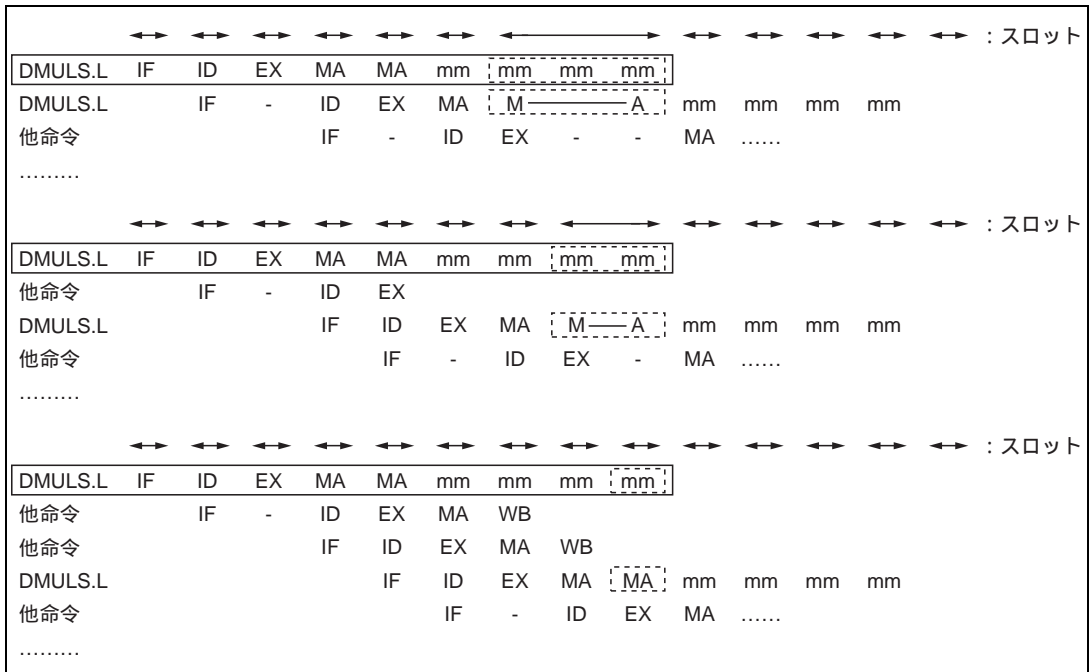 :スロット
DMULS.L IF ID EX MA MA mm mm mm mm
DMULS.L IF - ID EX MA M A mm mm mm mm
他命令 IF - ID EX - - MA ……
………
:スロット
DMULS.L IF ID EX MA MA mm mm mm mm
他命令 IF - ID EX
DMULS.L IF ID EX MA M A mm mm mm mm
他命令 IF - ID EX - MA ……
………
:スロット
DMULS.L IF ID EX MA MA mm mm mm mm
他命令 IF - ID EX MA WB
他命令 IF ID EX MA WB
DMULS.L IF ID EX MA MA mm mm mm mm
他命令 IF - ID EX MA ……
………